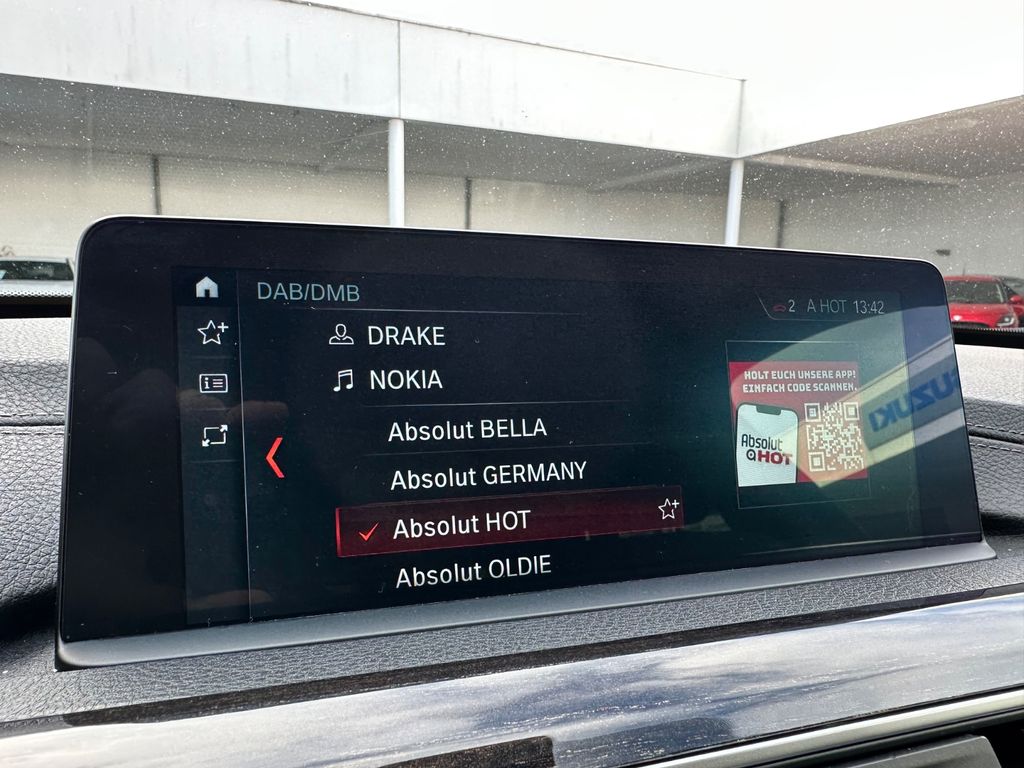 DAB/DMB
2 A HOT 13:42
DRAKE
NOKIA
Absolut BELLA
Absolut GERMANY
Absolut HOT
Absolut OLDIE
HOLT EUCH UNSERE APP!
EINFACH CODE SCANNEN.
Absolut
HOT
SUZUKI